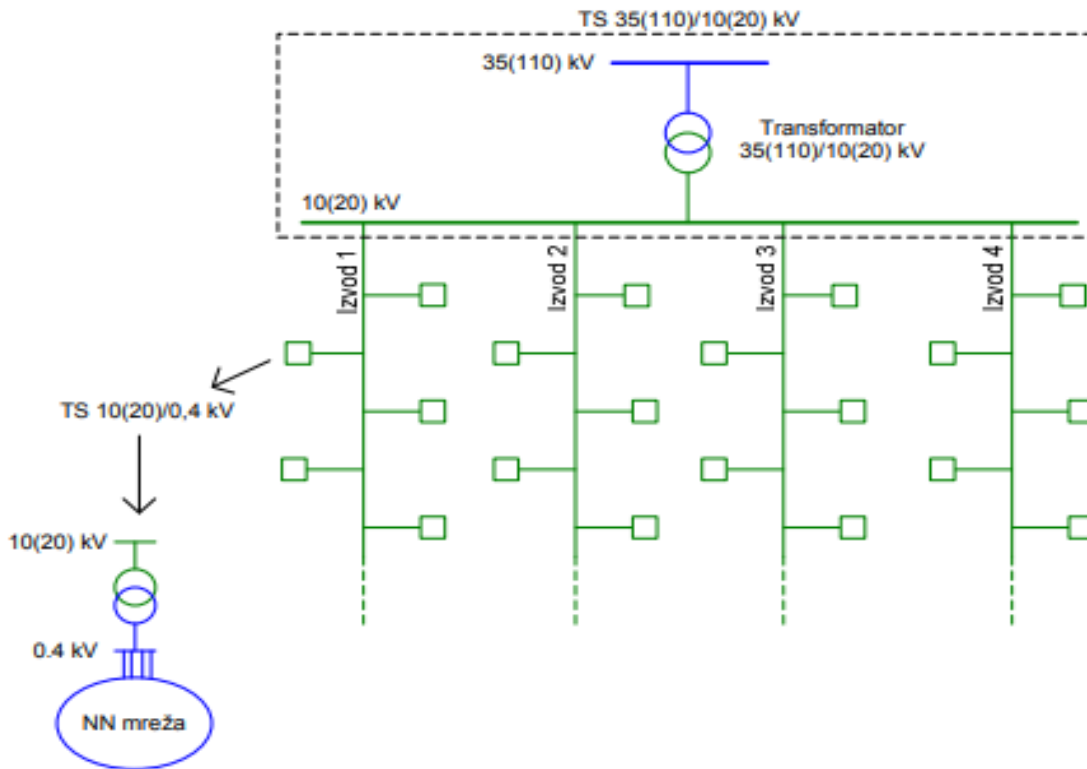 TS 35(110)/10(20) kV
35(110) kV
Transformator
35(110)/10(20) kV
10(20) kV
Izvod 1
Izvod 2
Izvod 3
Izvod 4
TS 10(20)/0,4 kV
10(20) kV
0.4 kV
NN mreža